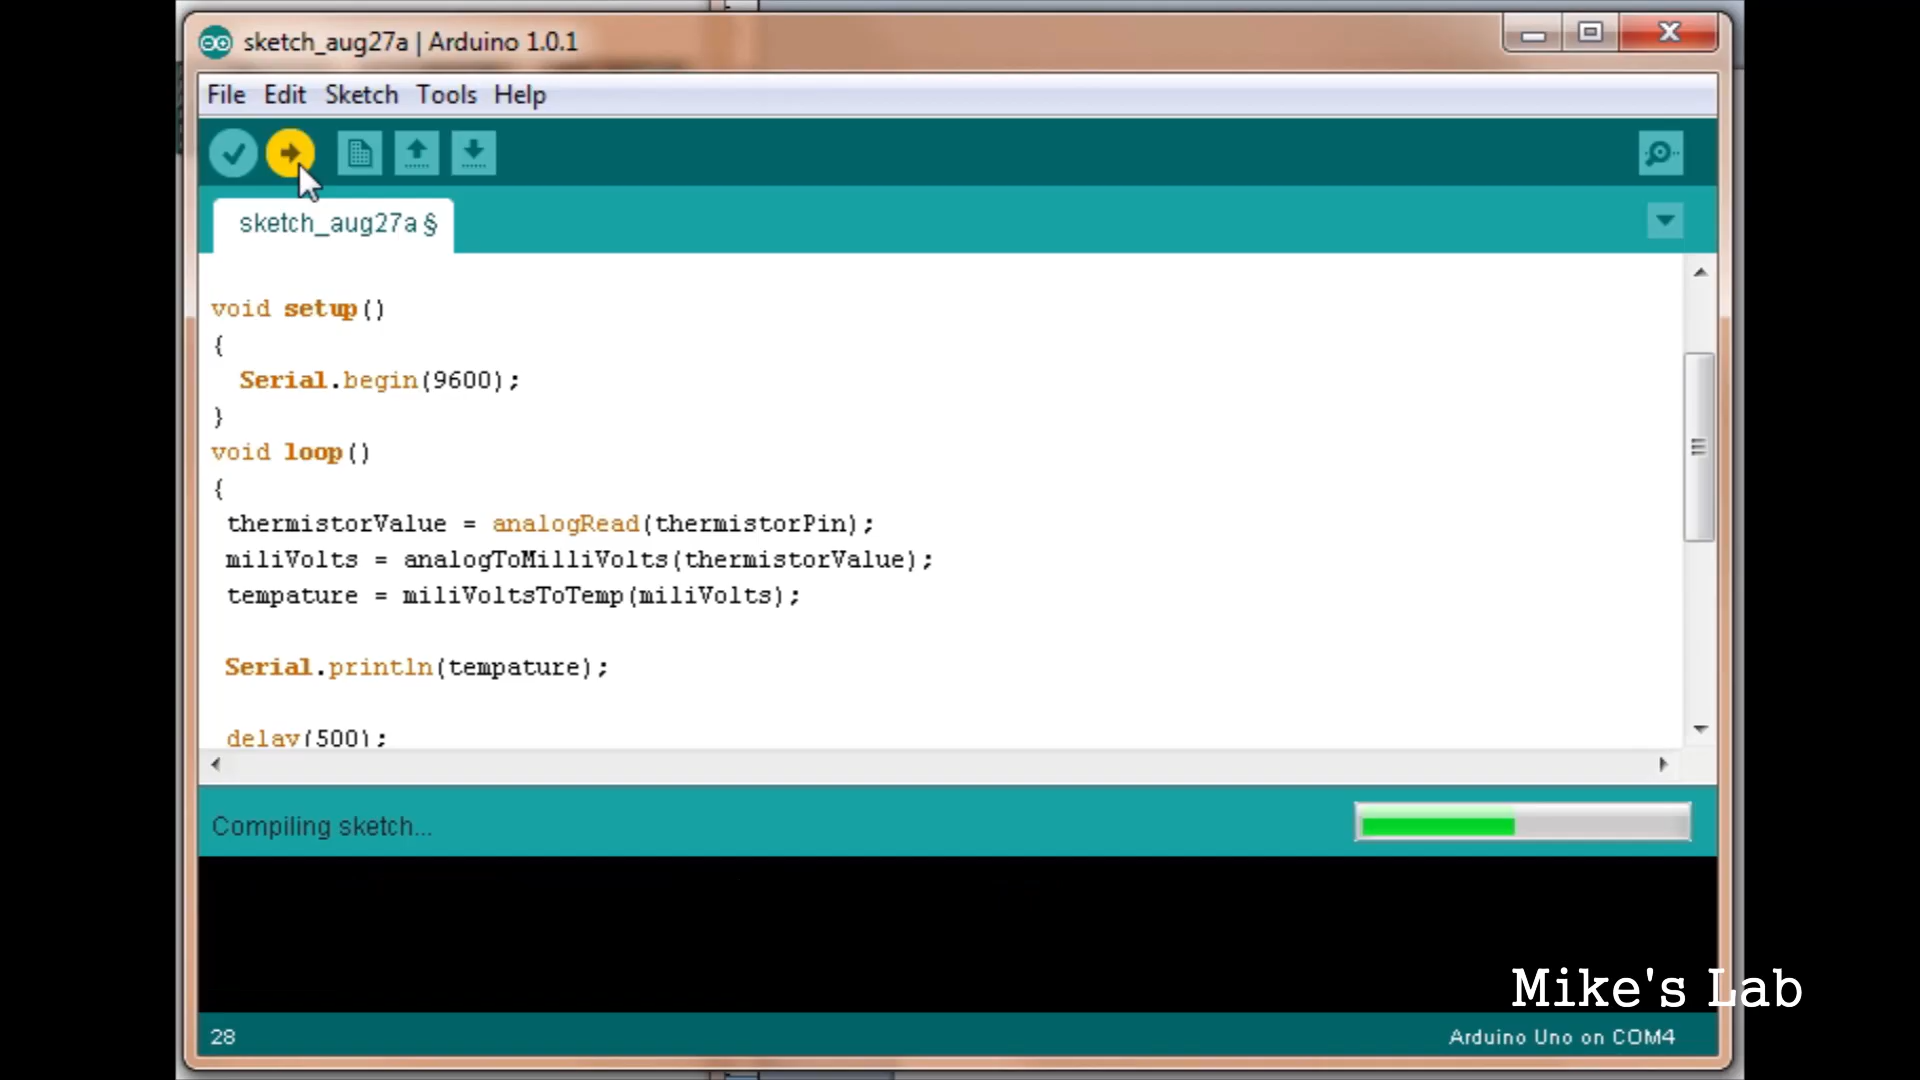 sketch_aug27a | Arduino 1.0.1
File Edit Sketch Tools Help
sketch_aug27a §
void setup()
{
Serial.begin(9600);
}
void loop()
{
thermistorValue = analogRead(thermistorPin);
miliVolts = analogToMilliVolts(thermistorValue);
tempature = miliVoltsToTemp(miliVolts);
Serial.println(tempature);
delay(500);
Compiling sketch...
Mike's Lab
28
Arduino Uno on COM4